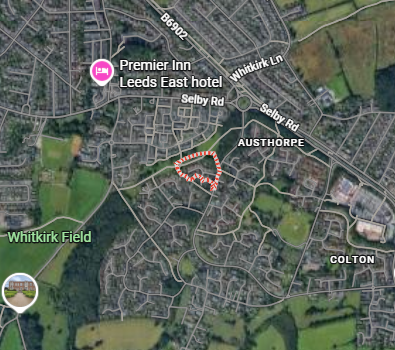 B6902
Premier Inn
Leeds East hotel
Whitkirk Ln
Selby Rd
Selby Rd
AUSTHORPE
Whitkirk Field
COLTON